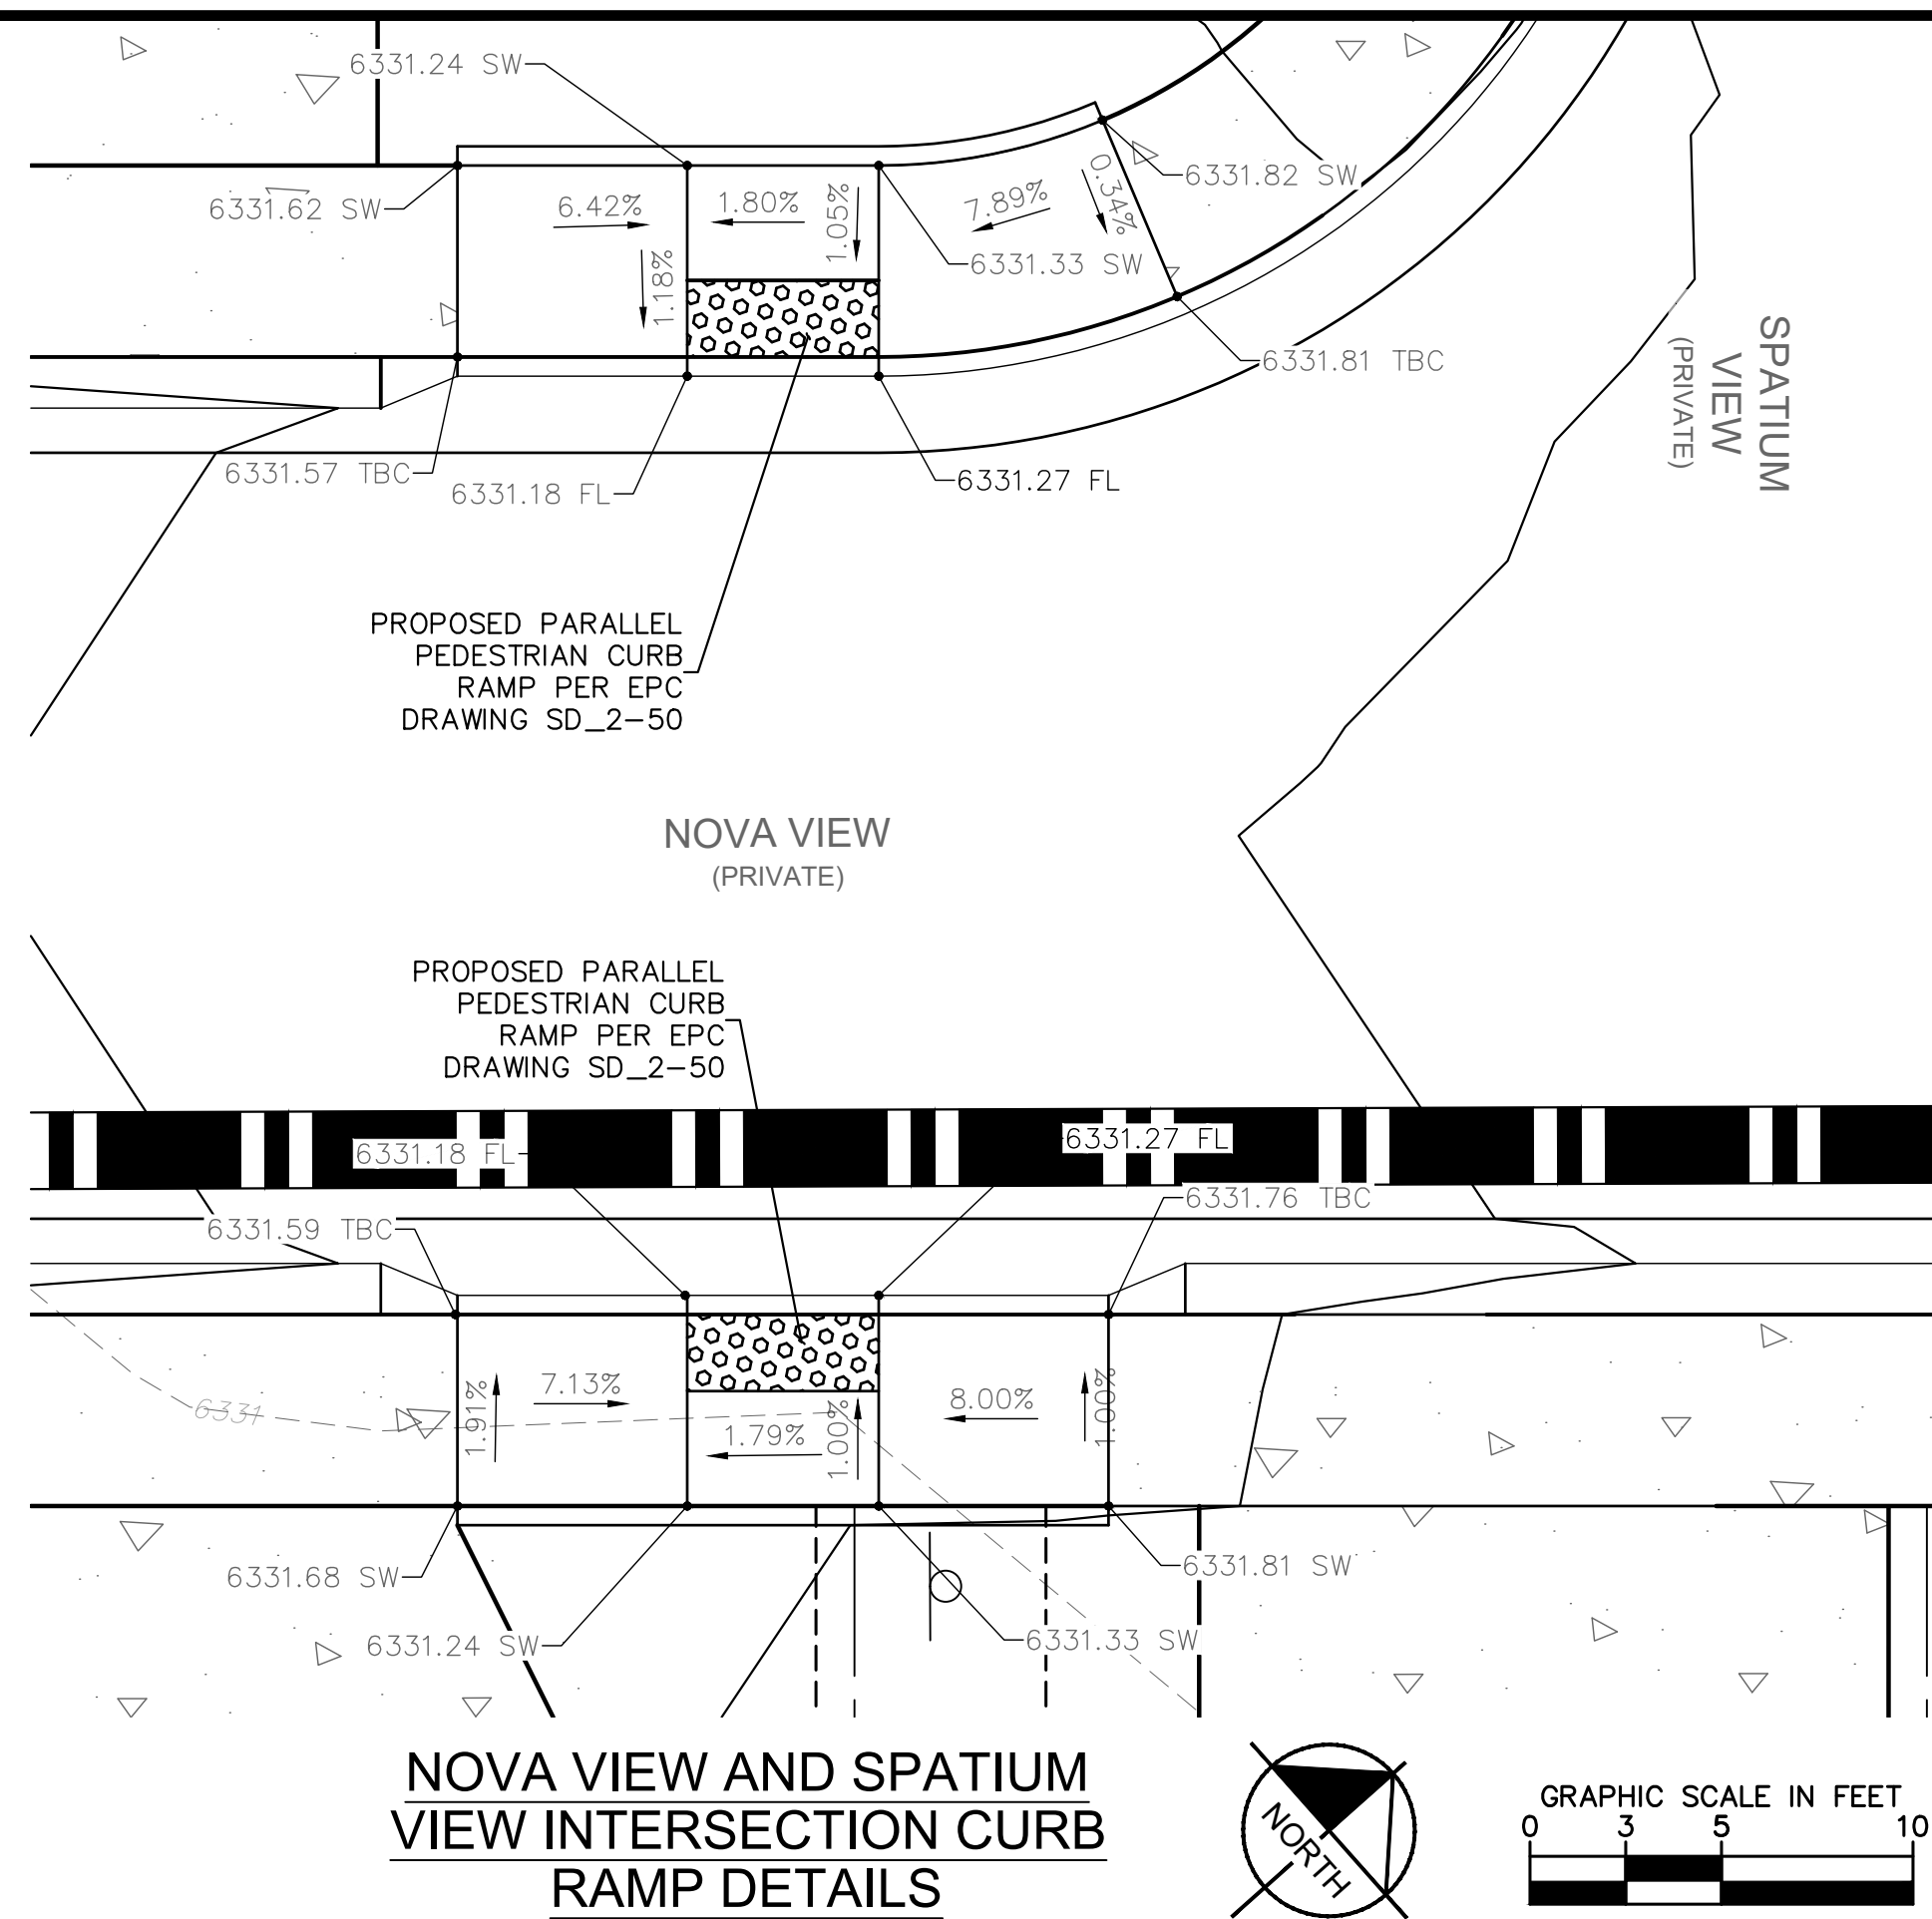 6331.24 SW
6331.62 SW
6.42%
1.80%
1.05%
1.18%
7.89%
0.34%
6331.82 SW
6331.33 SW
6331.81 TBC
6331.57 TBC
6331.18 FL
6331.27 FL
SPATIUM
VIEW
(PRIVATE)
PROPOSED PARALLEL
PEDESTRIAN CURB
RAMP PER EPC
DRAWING SD_2-50
NOVA VIEW
(PRIVATE)
PROPOSED PARALLEL
PEDESTRIAN CURB
RAMP PER EPC
DRAWING SD_2-50
6331.18 FL
6331.27 FL
6331.59 TBC
6331.76 TBC
6331
1.91%
7.13%
1.79%
1.00%
8.00%
1.00%
6331.68 SW
6331.24 SW
6331.33 SW
6331.81 SW
NOVA VIEW AND SPATIUM
VIEW INTERSECTION CURB
RAMP DETAILS
NORTH
GRAPHIC SCALE IN FEET
0 3 5 10